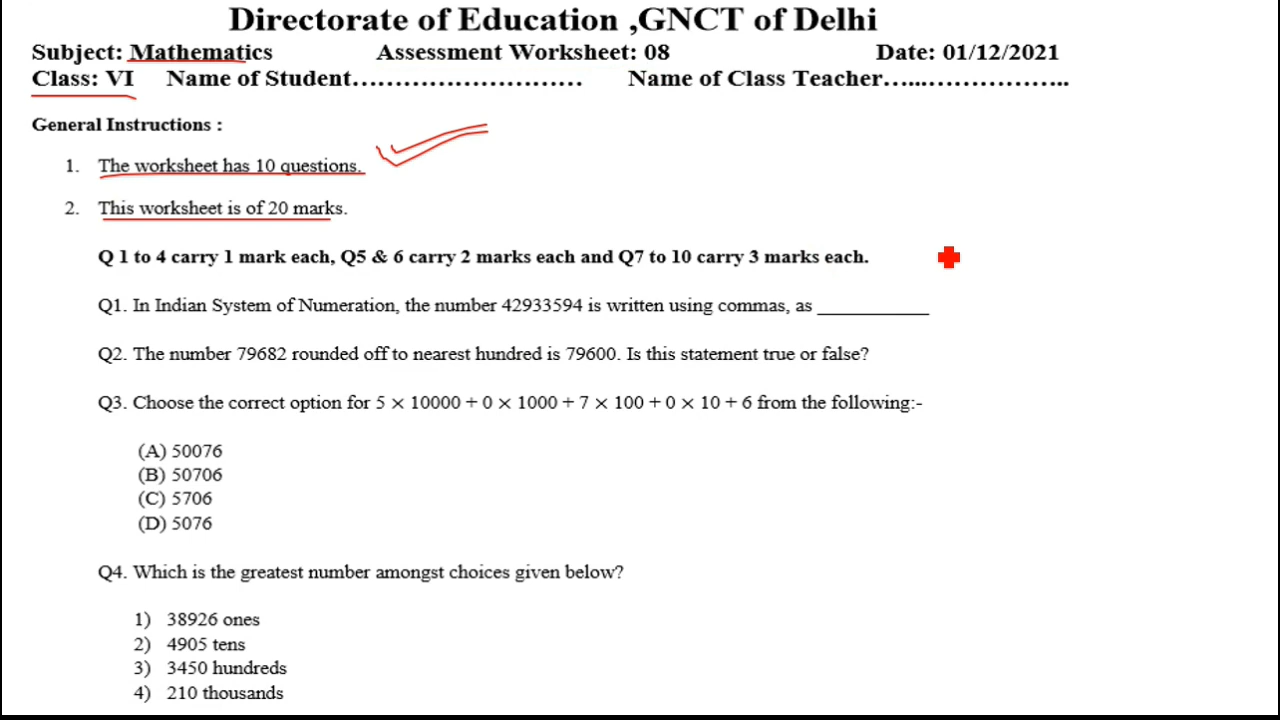 Directorate of Education ,GNCT of Delhi
Subject: Mathematics Assessment Worksheet: 08 Date: 01/12/2021
Class: VI Name of Student........................... Name of Class Teacher.........................
General Instructions :
1. The worksheet has 10 questions.
2. This worksheet is of 20 marks.
Q 1 to 4 carry 1 mark each, Q5 & 6 carry 2 marks each and Q7 to 10 carry 3 marks each.
Q1. In Indian System of Numeration, the number 42933594 is written using commas, as ___________
Q2. The number 79682 rounded off to nearest hundred is 79600. Is this statement true or false?
Q3. Choose the correct option for 5 × 10000 + 0 × 1000 + 7 × 100 + 0 × 10 + 6 from the following:-
(A) 50076
(B) 50706
(C) 5706
(D) 5076
Q4. Which is the greatest number amongst choices given below?
1) 38926 ones
2) 4905 tens
3) 3450 hundreds
4) 210 thousands